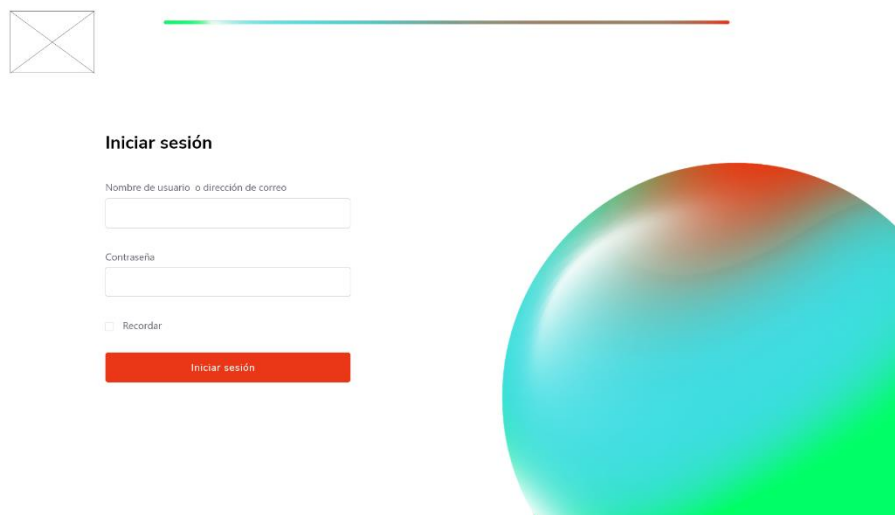 Iniciar sesión
Nombre de usuario o dirección de correo
Contraseña
Recordar
Iniciar sesión